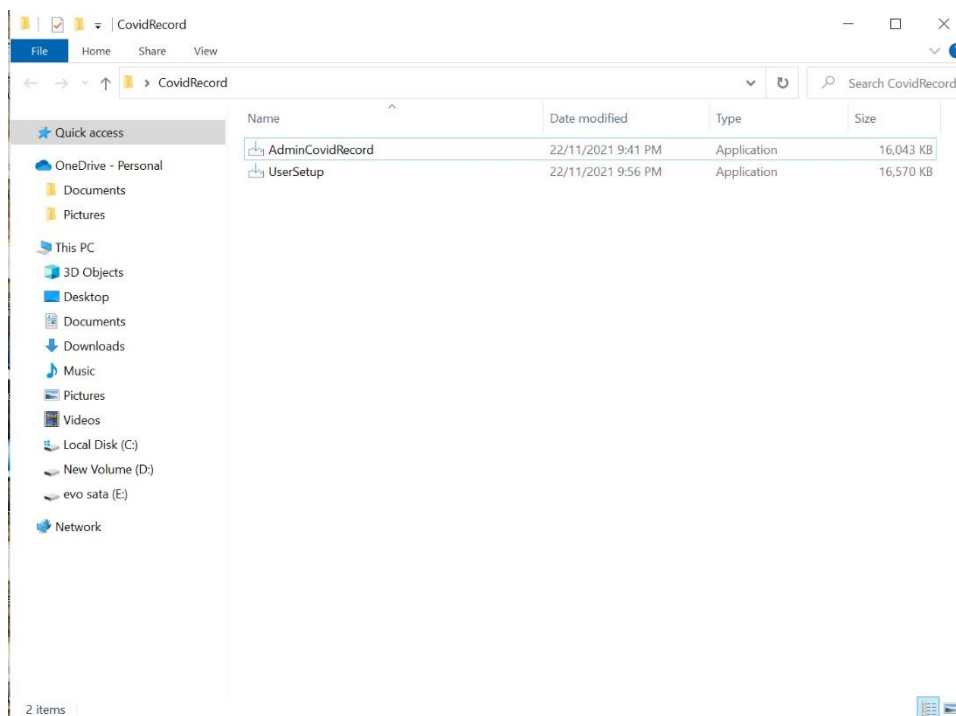 CovidRecord
File Home Share View
CovidRecord
Search CovidRecord
Name Date modified Type Size
Quick access
AdminCovidRecord 22/11/2021 9:41 PM Application 16,043 KB
UserSetup 22/11/2021 9:56 PM Application 16,570 KB
OneDrive - Personal
Documents
Pictures
This PC
3D Objects
Desktop
Documents
Downloads
Music
Pictures
Videos
Local Disk (C:)
New Volume (D:)
evo sata (E:)
Network
2 items